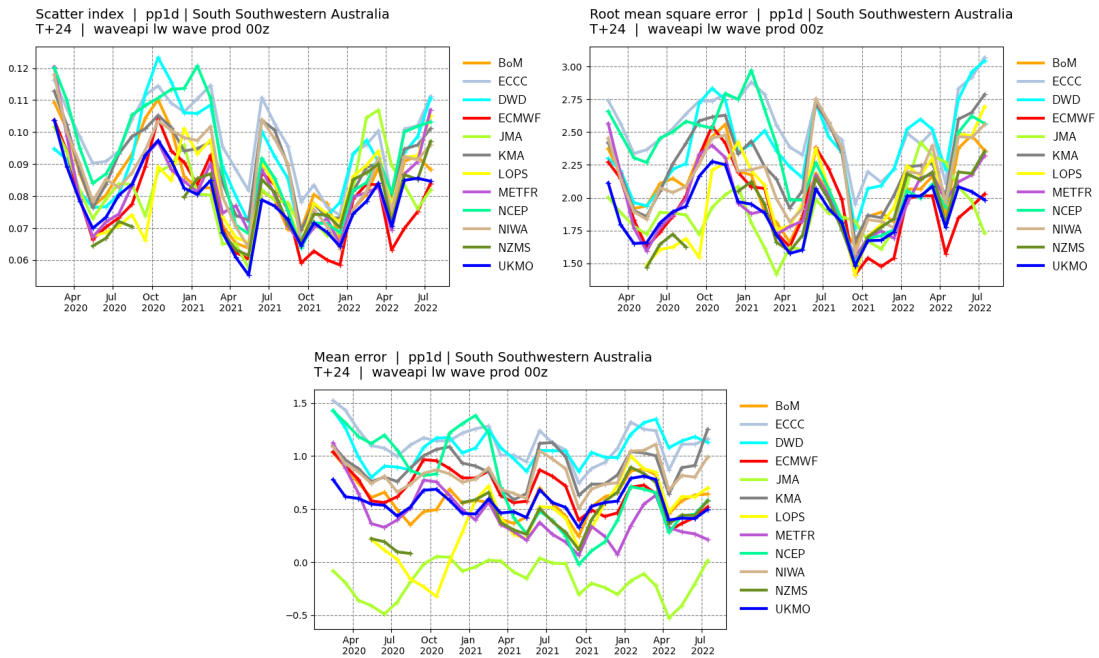 Scatter index | pp1d | South Southwestern Australia
T+24 | waveapi lw wave prod 00z
0.12
0.11
0.10
0.09
0.08
0.07
0.06
Apr 2020
Jul 2020
Oct 2020
Jan 2021
Apr 2021
Jul 2021
Oct 2021
Jan 2022
Apr 2022
Jul 2022
BoM
ECCC
DWD
ECMWF
JMA
KMA
LOPS
METFR
NCEP
NIWA
NZMS
UKMO
Root mean square error | pp1d | South Southwestern Australia
T+24 | waveapi lw wave prod 00z
3.00
2.75
2.50
2.25
2.00
1.75
1.50
Apr 2020
Jul 2020
Oct 2020
Jan 2021
Apr 2021
Jul 2021
Oct 2021
Jan 2022
Apr 2022
Jul 2022
BoM
ECCC
DWD
ECMWF
JMA
KMA
LOPS
METFR
NCEP
NIWA
NZMS
UKMO
Mean error | pp1d | South Southwestern Australia
T+24 | waveapi lw wave prod 00z
1.5
1.0
0.5
0.0
−0.5
Apr 2020
Jul 2020
Oct 2020
Jan 2021
Apr 2021
Jul 2021
Oct 2021
Jan 2022
Apr 2022
Jul 2022
BoM
ECCC
DWD
ECMWF
JMA
KMA
LOPS
METFR
NCEP
NIWA
NZMS
UKMO